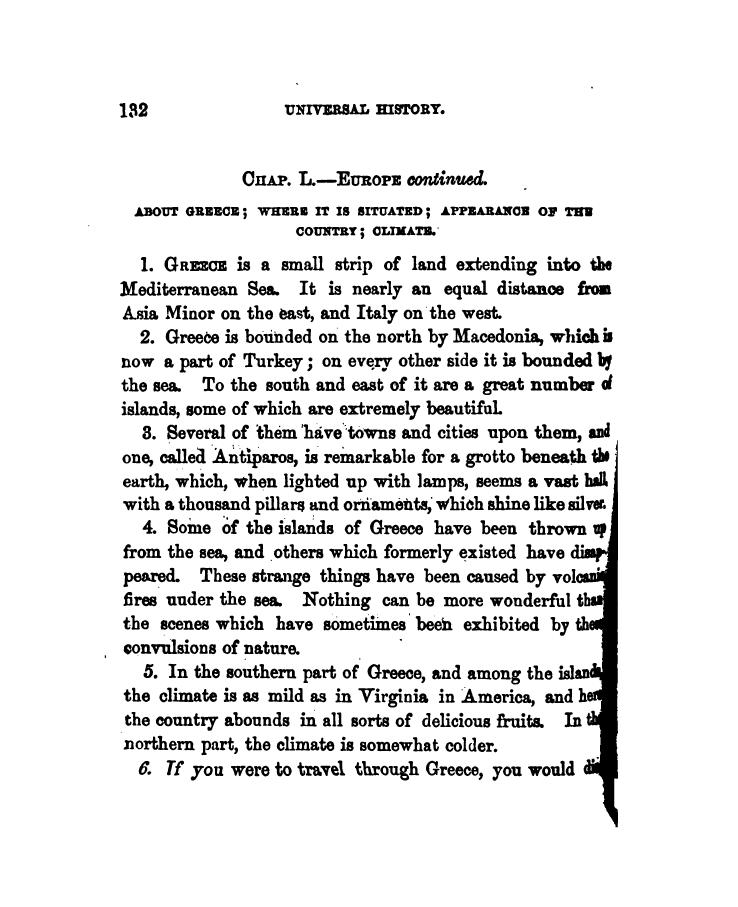 132 UNIVERSAL HISTORY.
CHAP. L.—EUROPE continued.
ABOUT GREECE; WHERE IT IS SITUATED; APPEARANCE OF THE
COUNTRY; CLIMATE.
1. GREECE is a small strip of land extending into the
Mediterranean Sea. It is nearly an equal distance from
Asia Minor on the east, and Italy on the west.
2. Greece is bounded on the north by Macedonia, which is
now a part of Turkey; on every other side it is bounded by
the sea. To the south and east of it are a great number of
islands, some of which are extremely beautiful.
3. Several of them have towns and cities upon them, and
one, called Antiparos, is remarkable for a grotto beneath the
earth, which, when lighted up with lamps, seems a vast hall,
with a thousand pillars and ornaments, which shine like silver.
4. Some of the islands of Greece have been thrown up
from the sea, and others which formerly existed have disap-
peared. These strange things have been caused by volcanic
fires under the sea. Nothing can be more wonderful than
the scenes which have sometimes been exhibited by these
convulsions of nature.
5. In the southern part of Greece, and among the islands,
the climate is as mild as in Virginia in America, and here
the country abounds in all sorts of delicious fruits. In the
northern part, the climate is somewhat colder.
6. If you were to travel through Greece, you would